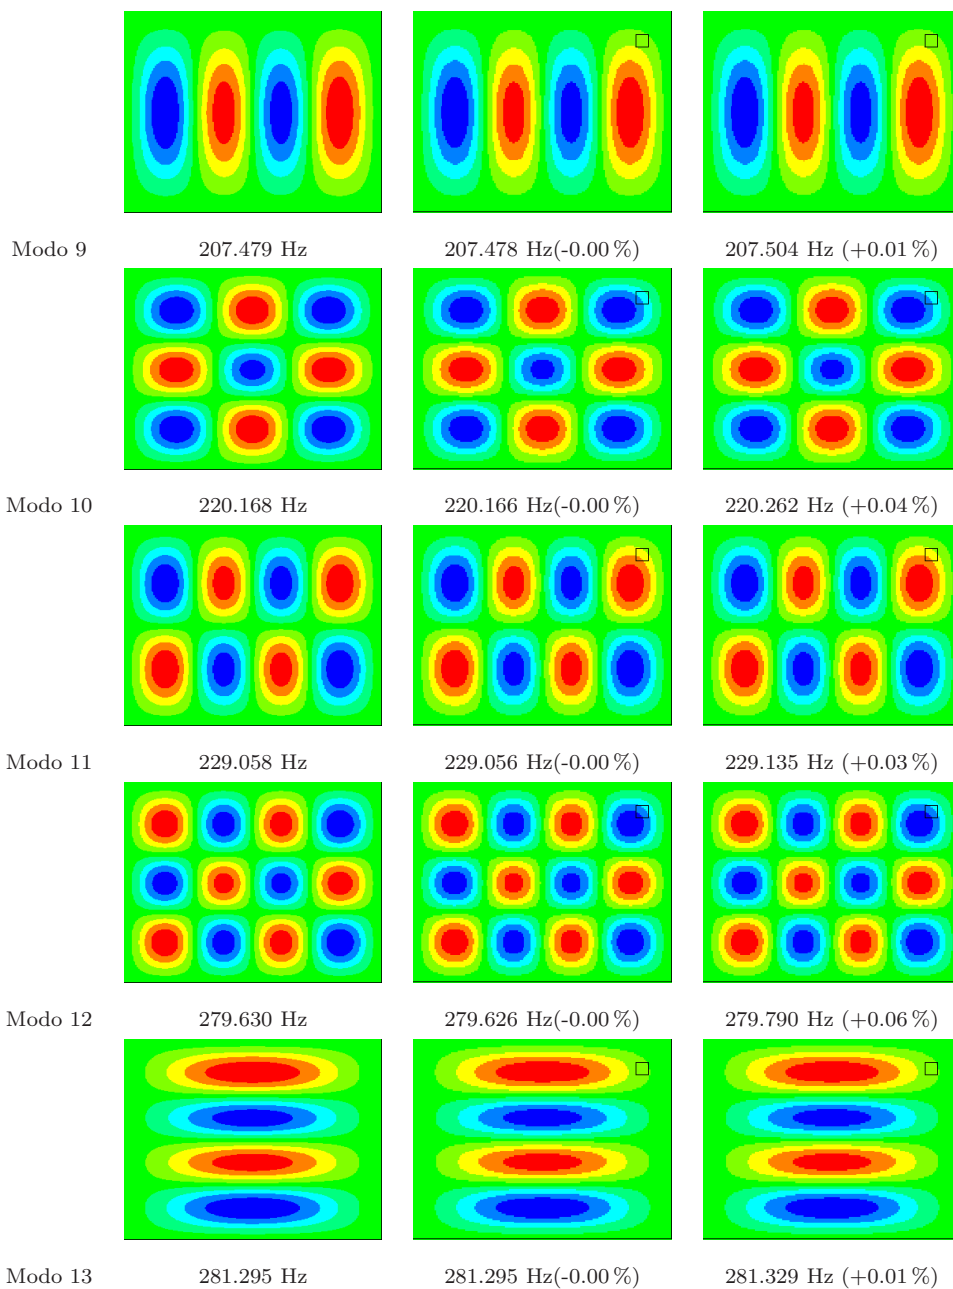 Modo 9 207.479 Hz 207.478 Hz(-0.00 %) 207.504 Hz (+0.01 %)
Modo 10 220.168 Hz 220.166 Hz(-0.00 %) 220.262 Hz (+0.04 %)
Modo 11 229.058 Hz 229.056 Hz(-0.00 %) 229.135 Hz (+0.03 %)
Modo 12 279.630 Hz 279.626 Hz(-0.00 %) 279.790 Hz (+0.06 %)
Modo 13 281.295 Hz 281.295 Hz(-0.00 %) 281.329 Hz (+0.01 %)